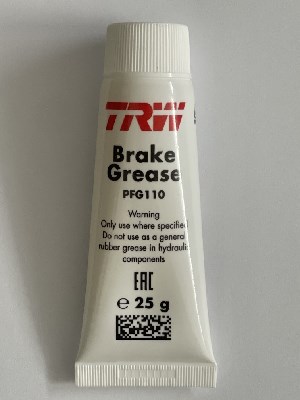 TRW
Brake
Grease
PFG110
Warning
Only use where specified
Do not use as a general
rubber grease in hydraulic
components
EAC
℮ 25 g